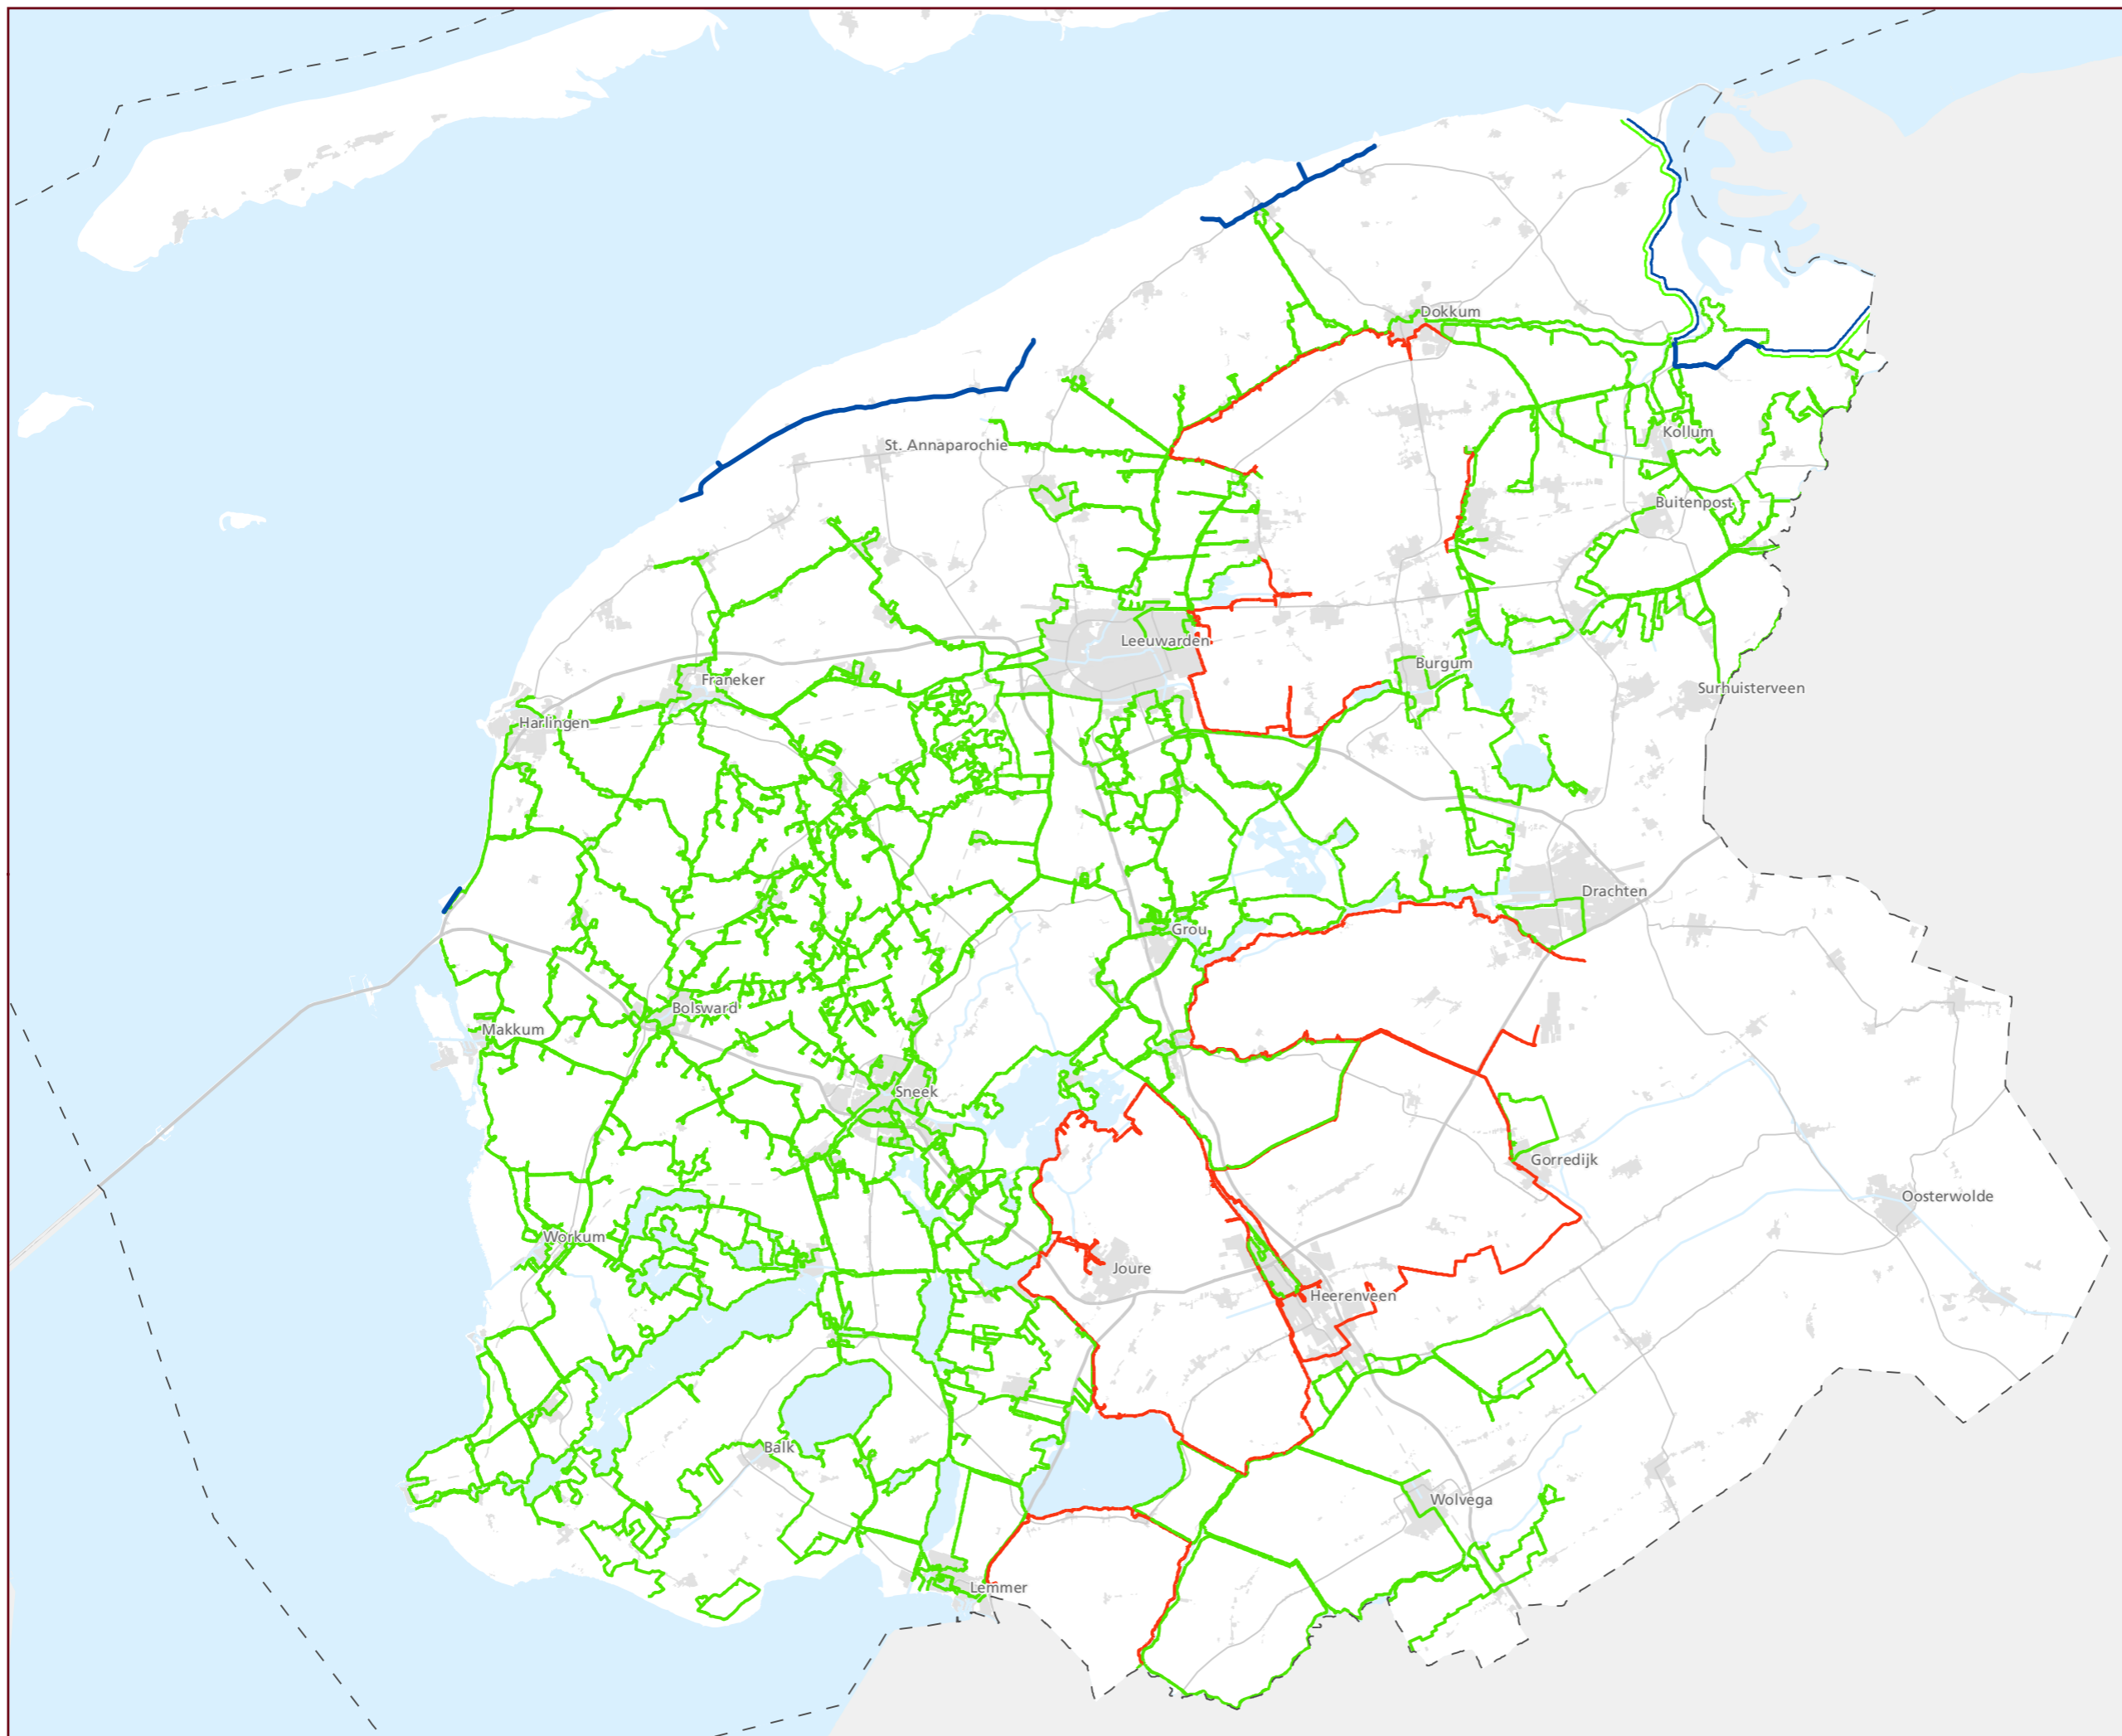 Dokkum
Kollum
St. Annaparochie
Buitenpost
Leeuwarden
Burgum
Franeker
Surhuisterveen
Harlingen
Drachten
Grou
Bolsward
Makkum
Sneek
Gorredijk
Oosterwolde
Workum
Joure
Heerenveen
Balk
Wolvega
Lemmer